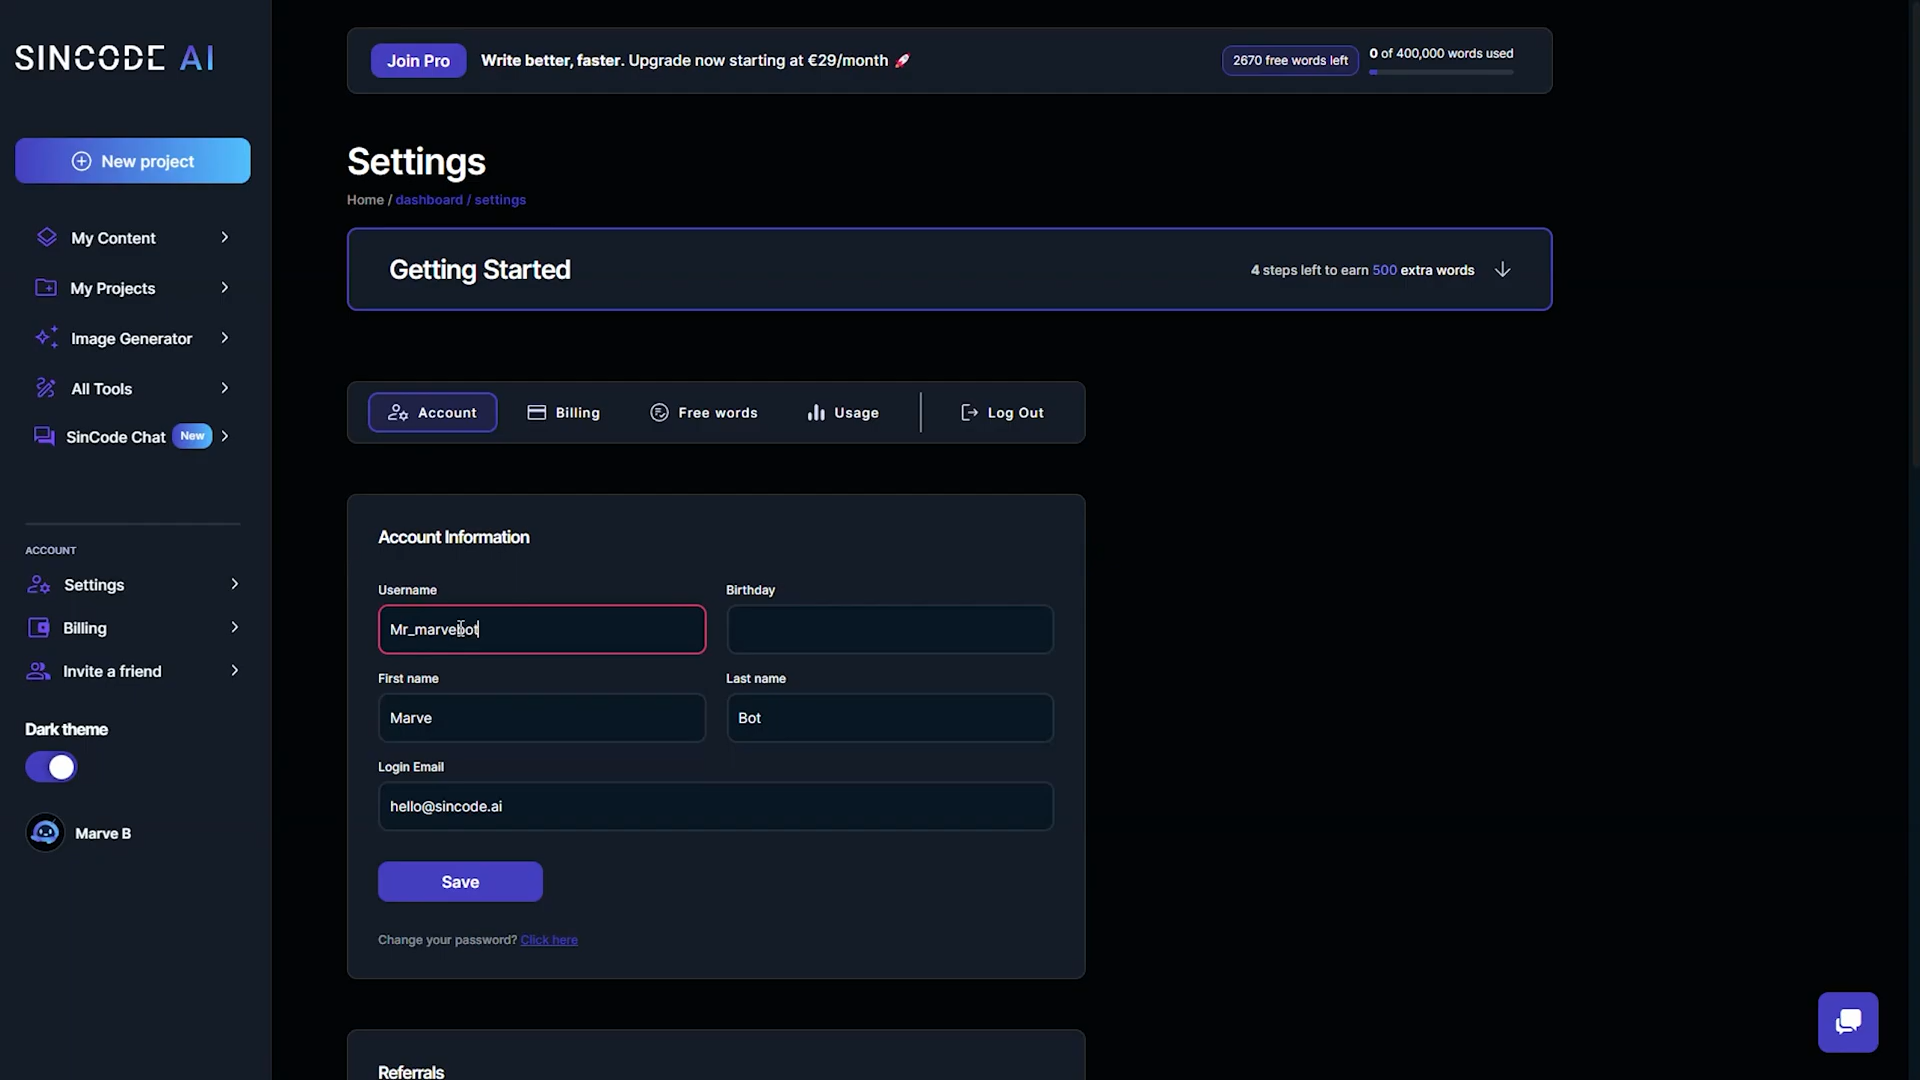 SINCODE AI
New project
My Content
My Projects
Image Generator
All Tools
SinCode Chat New
ACCOUNT
Settings
Billing
Invite a friend
Dark theme
Marve B
Join Pro Write better, faster. Upgrade now starting at €29/month 🚀 2670 free words left 0 of 400,000 words used
Settings
Home / dashboard / settings
Getting Started 4 steps left to earn 500 extra words
Account Billing Free words Usage Log Out
Account Information
Username Birthday
Mr_marvebot
First name Last name
Marve Bot
Login Email
hello@sincode.ai
Save
Change your password? Click here
Referrals